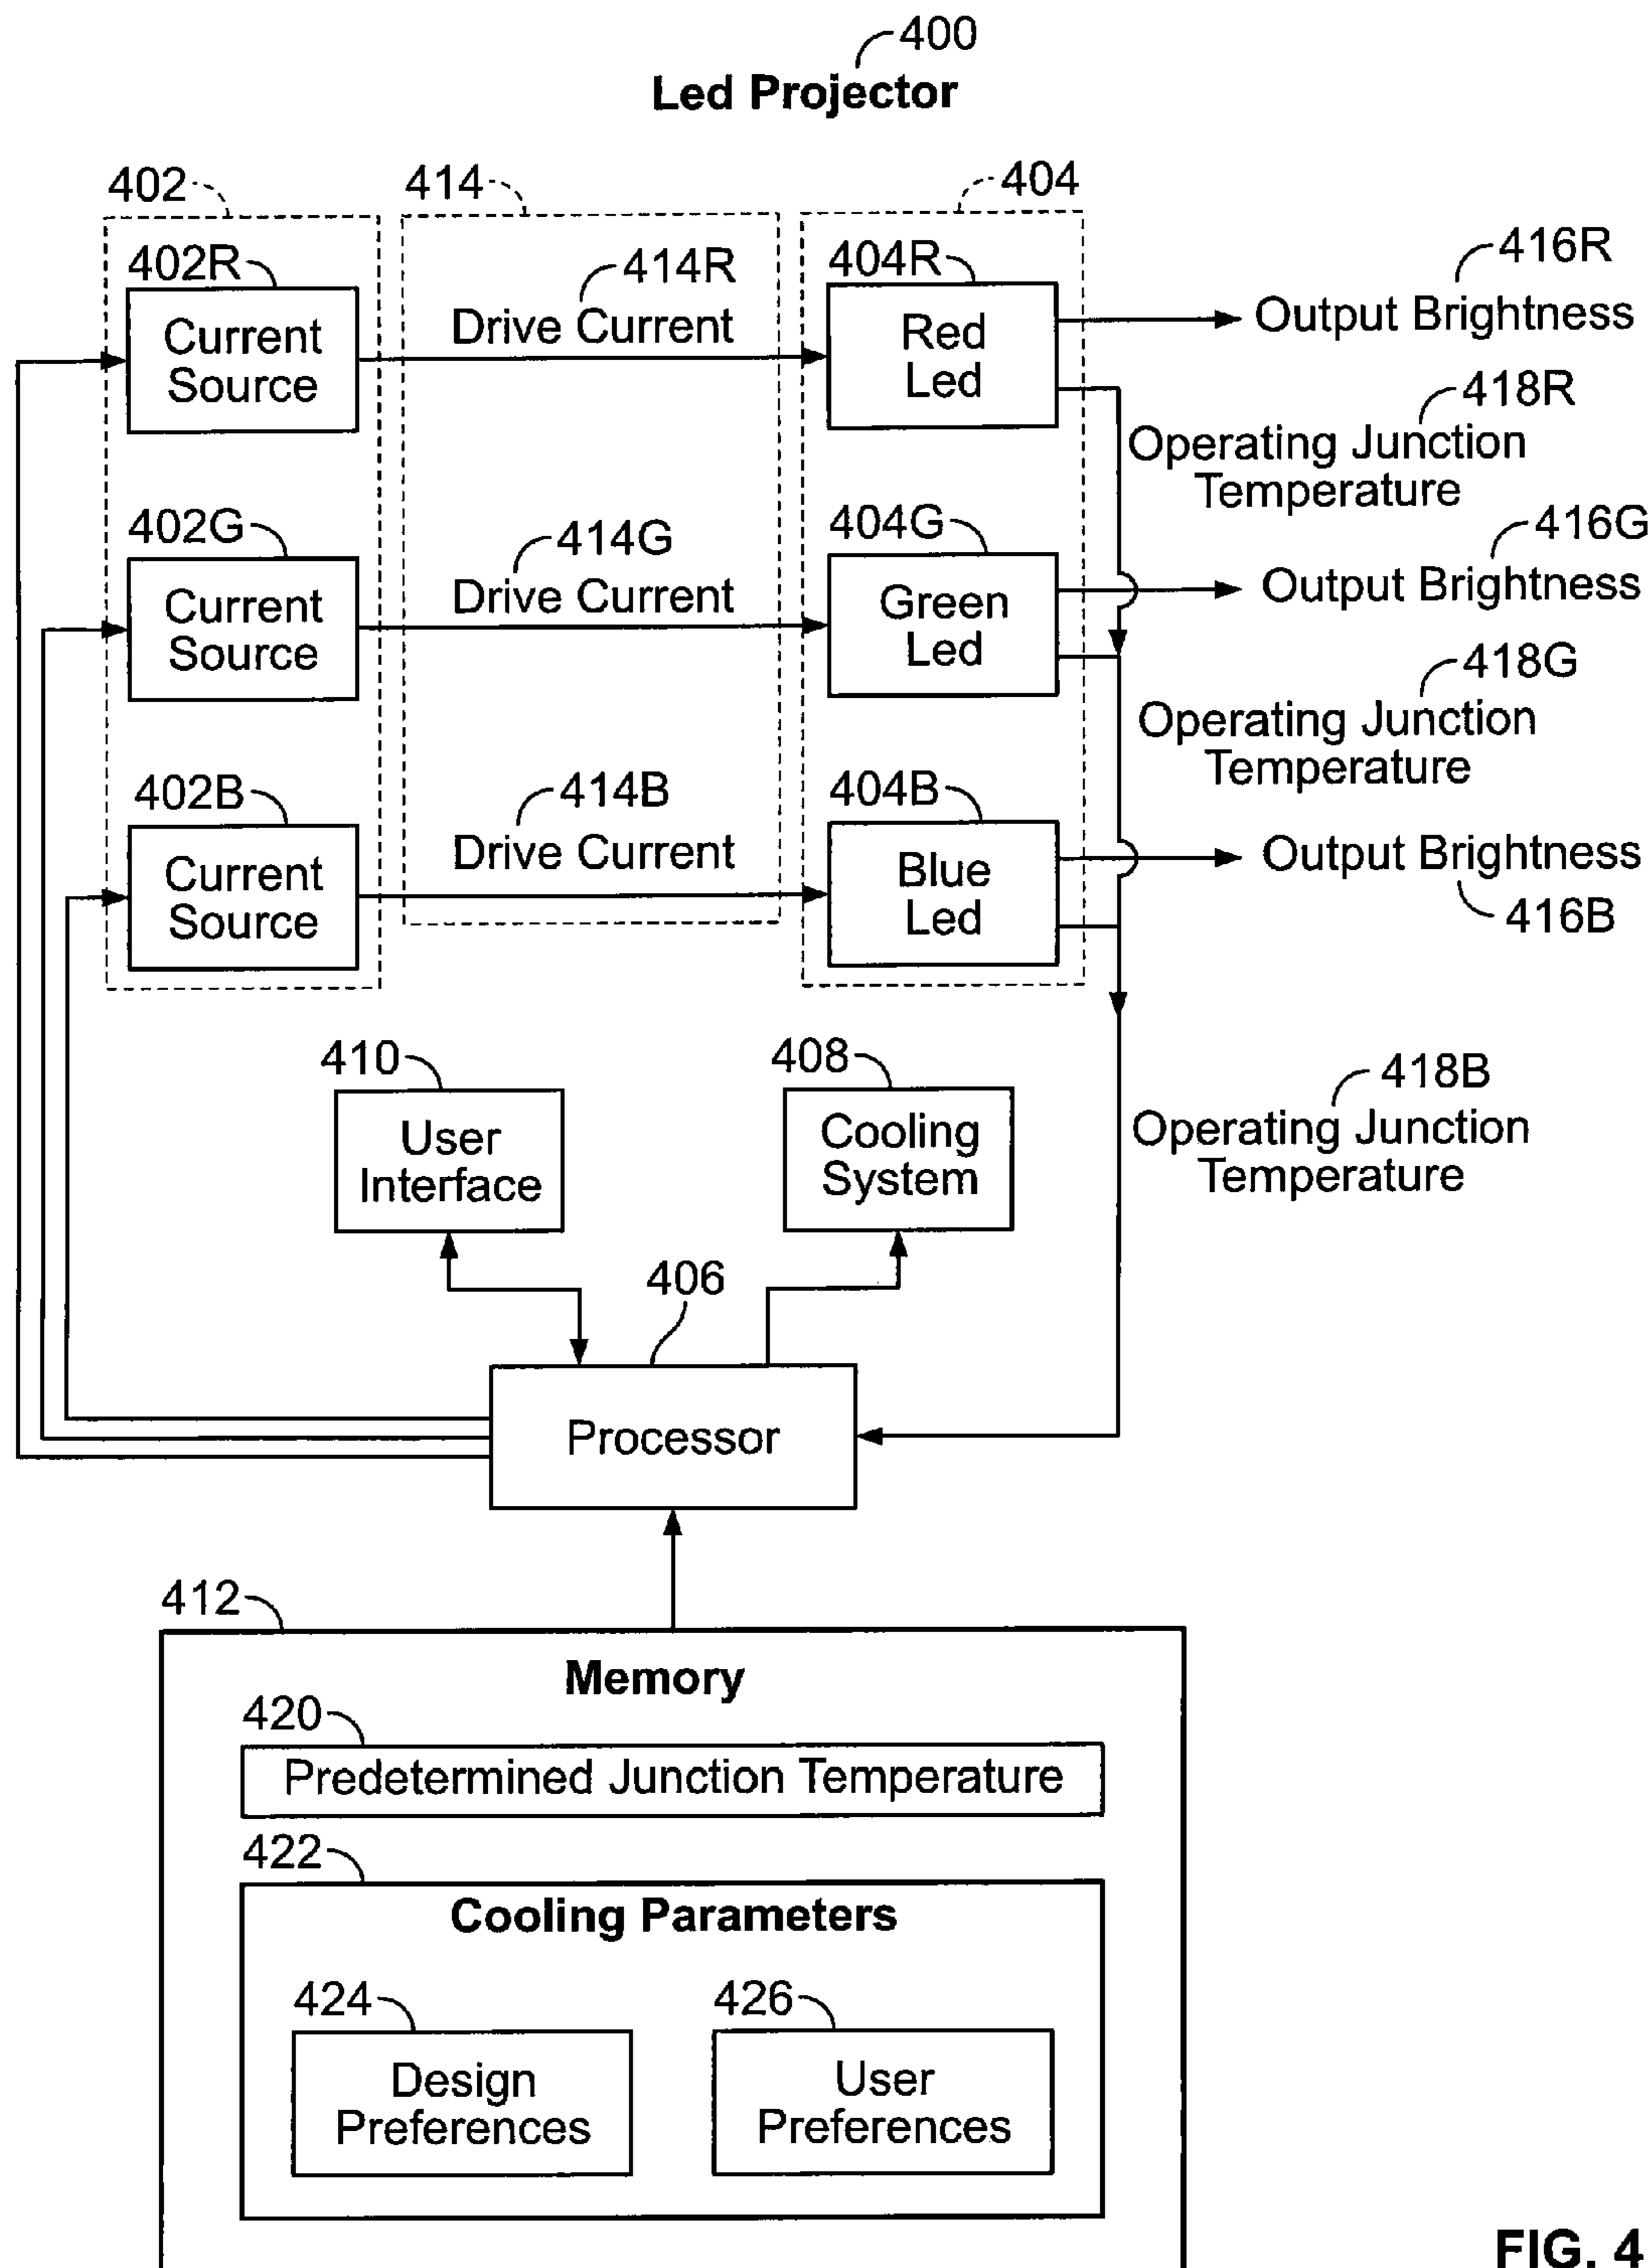 400
Led Projector
402
414
404
402R
414R
404R
416R
Current
Source
Drive Current
Red
Led
Output Brightness
418R
Operating Junction
Temperature
402G
414G
404G
416G
Current
Source
Drive Current
Green
Led
Output Brightness
418G
Operating Junction
Temperature
402B
414B
404B
Current
Source
Drive Current
Blue
Led
Output Brightness
416B
410
408
418B
User
Interface
Cooling
System
Operating Junction
Temperature
406
Processor
412
Memory
420
Predetermined Junction Temperature
422
Cooling Parameters
424
426
Design
Preferences
User
Preferences
FIG. 4